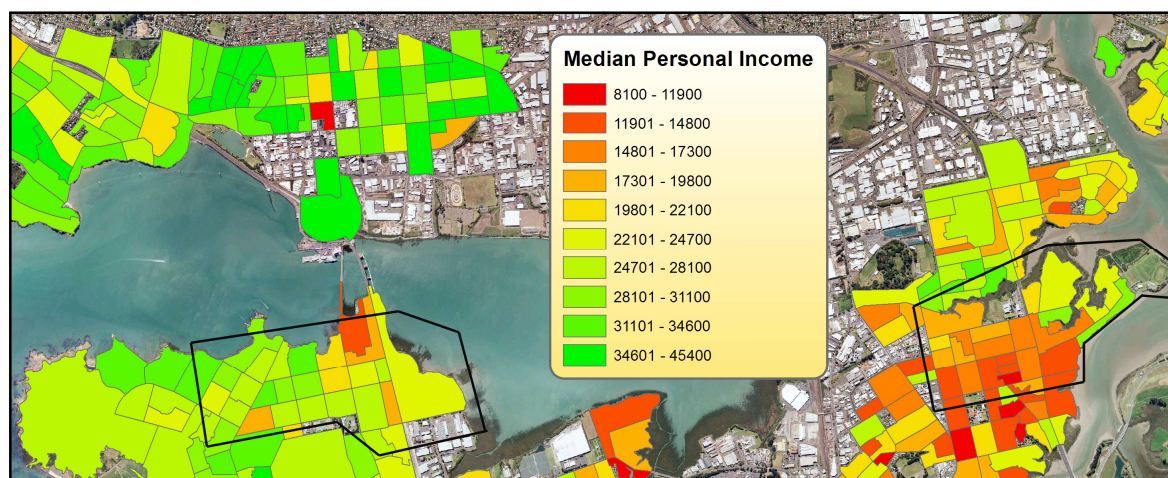 Median Personal Income
8100 - 11900
11901 - 14800
14801 - 17300
17301 - 19800
19801 - 22100
22101 - 24700
24701 - 28100
28101 - 31100
31101 - 34600
34601 - 45400